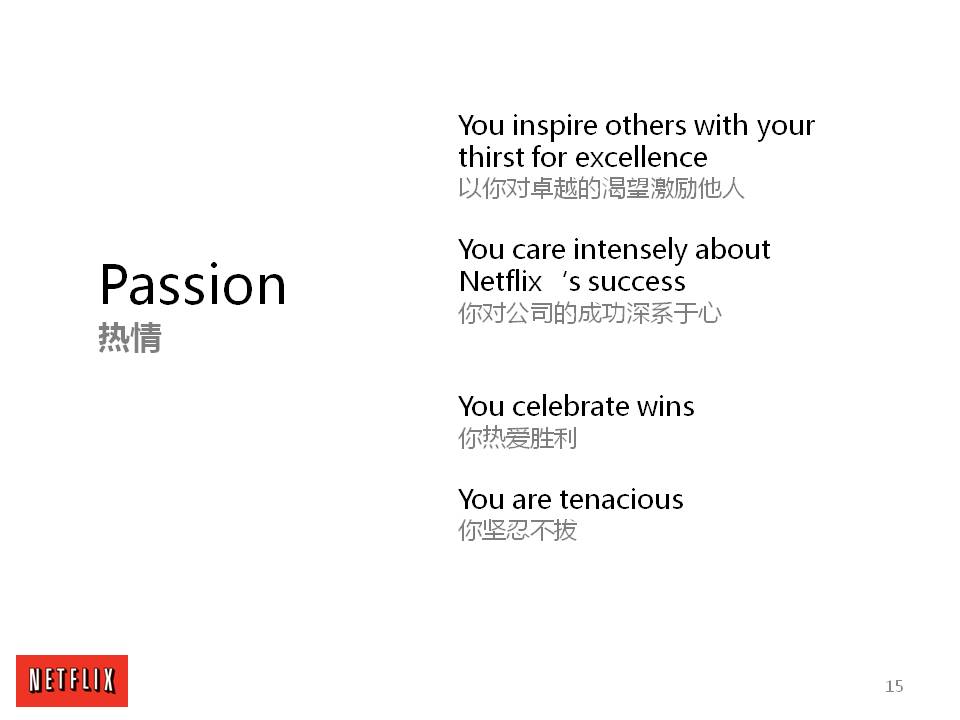 Passion
热情
You inspire others with your
thirst for excellence
以你对卓越的渴望激励他人
You care intensely about
Netflix‘s success
你对公司的成功深系于心
You celebrate wins
你热爱胜利
You are tenacious
你坚忍不拔
NETFLIX
15